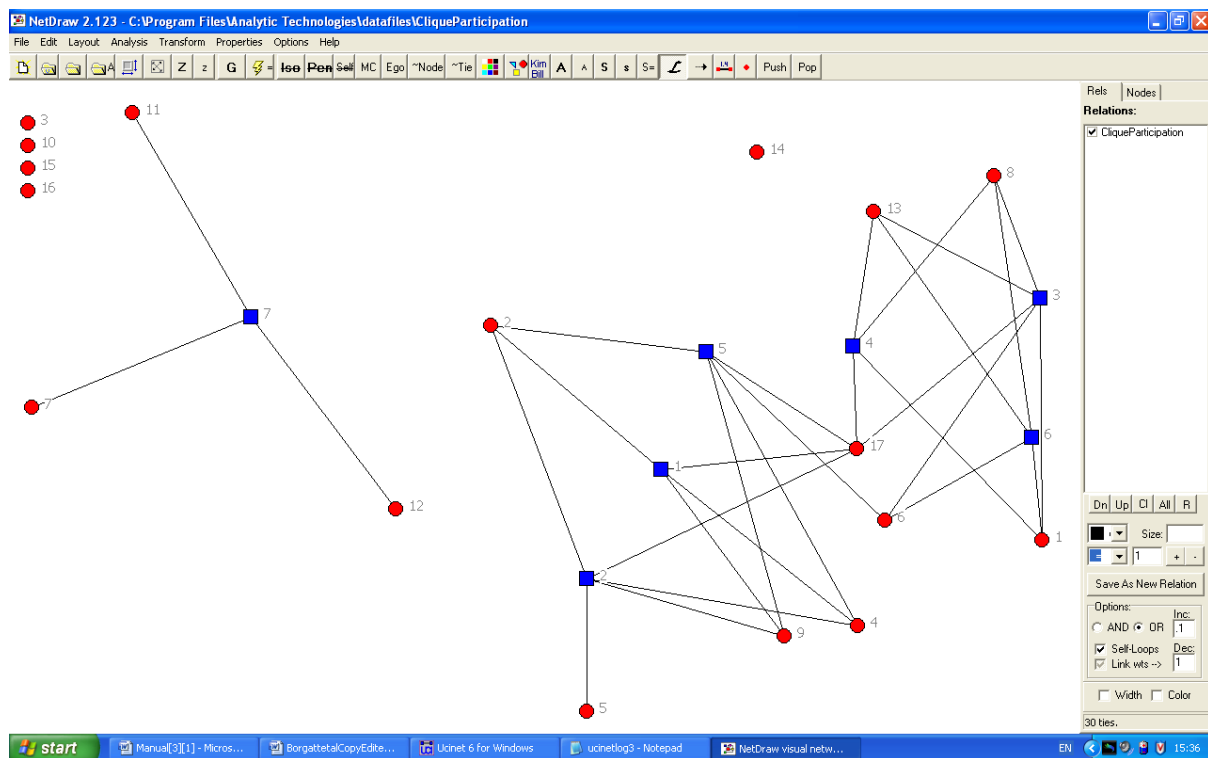 NetDraw 2.123 - C:\Program Files\Analytic Technologies\datafiles\CliqueParticipation
File Edit Layout Analysis Transform Properties Options Help
A Z z G = Iso Pen Self MC Ego ~Node ~Tie Kim Bill A A S s S= L Push Pop
Rels Nodes
Relations:
CliqueParticipation
11
3
10
15
16
14
8
13
3
7
2
5
4
7
6
17
1
12
6
1
2
4
9
5
Dn Up Cl All R
Size:
1 + -
Save As New Relation
Options:
Inc:
AND OR .1
Self-Loops Dec:
Link wts --> 1
Width Color
30 ties.
start Manual[3][1] - Micros... BorgattetalCopyEdite... Ucinet 6 for Windows ucinetlog3 - Notepad NetDraw visual netw... EN 15:36